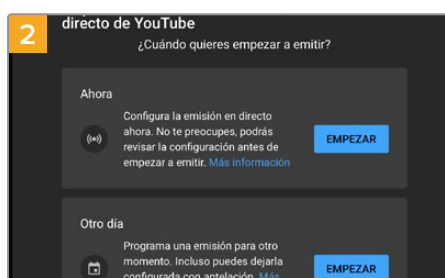 2
directo de YouTube
¿Cuándo quieres empezar a emitir?
Ahora
Configura la emisión en directo
ahora. No te preocupes, podrás
revisar la configuración antes de
empezar a emitir. Más información
EMPEZAR
Otro día
Programa una emisión para otro
momento. Incluso puedes dejarla
configurada con antelación. Más
EMPEZAR